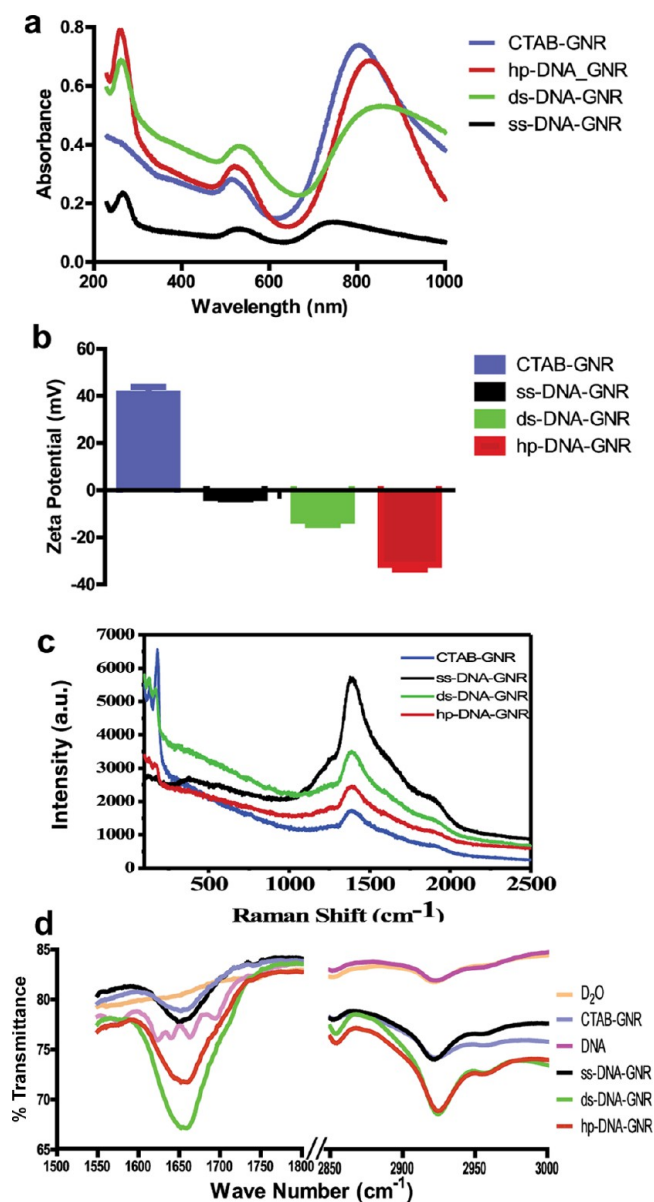 a
Absorbance
0.8
0.6
0.4
0.2
0.0
200 400 600 800 1000
Wavelength (nm)
CTAB-GNR
hp-DNA_GNR
ds-DNA-GNR
ss-DNA-GNR
b
Zeta Potential (mV)
60
40
20
0
-20
-40
CTAB-GNR
ss-DNA-GNR
ds-DNA-GNR
hp-DNA-GNR
c
Intensity (a.u.)
7000
6000
5000
4000
3000
2000
1000
0
500 1000 1500 2000 2500
Raman Shift (cm⁻¹)
CTAB-GNR
ss-DNA-GNR
ds-DNA-GNR
hp-DNA-GNR
d
% Transmittance
85
80
75
70
65
1500 1550 1600 1650 1700 1750 1800 // 2850 2900 2950 3000
Wave Number (cm⁻¹)
D₂O
CTAB-GNR
DNA
ss-DNA-GNR
ds-DNA-GNR
hp-DNA-GNR